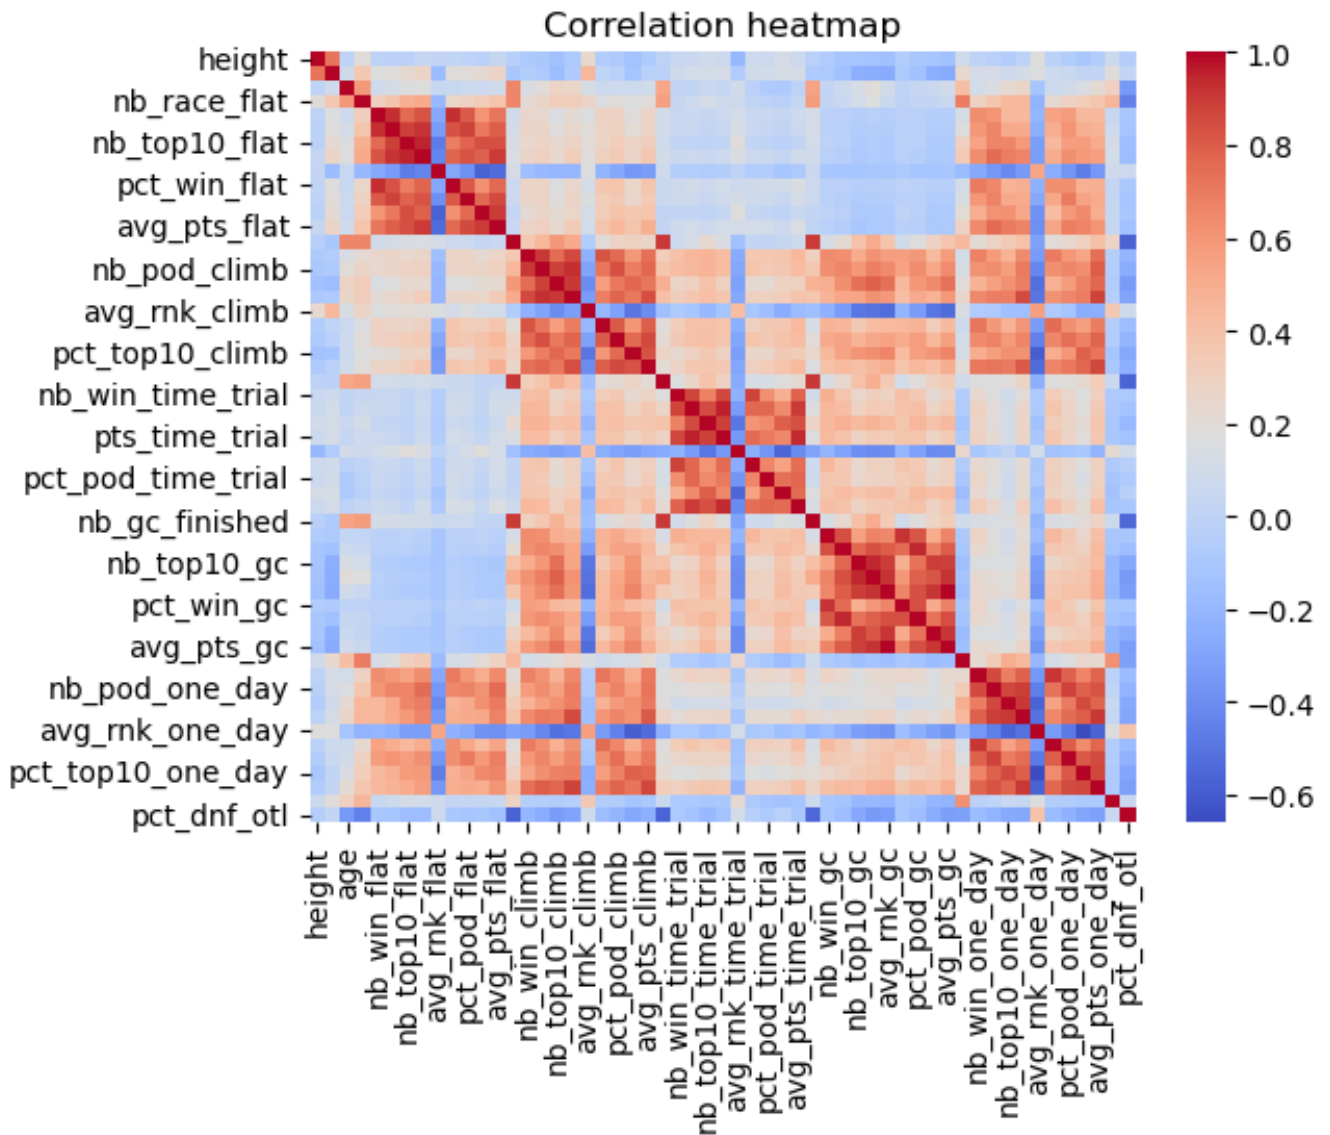 Correlation heatmap
height
nb_race_flat
nb_top10_flat
pct_win_flat
avg_pts_flat
nb_pod_climb
avg_rnk_climb
pct_top10_climb
nb_win_time_trial
pts_time_trial
pct_pod_time_trial
nb_gc_finished
nb_top10_gc
pct_win_gc
avg_pts_gc
nb_pod_one_day
avg_rnk_one_day
pct_top10_one_day
pct_dnf_otl
height
age
nb_win_flat
nb_top10_flat
avg_rnk_flat
pct_pod_flat
avg_pts_flat
nb_win_climb
nb_top10_climb
avg_rnk_climb
pct_pod_climb
avg_pts_climb
nb_win_time_trial
nb_top10_time_trial
avg_rnk_time_trial
pct_pod_time_trial
avg_pts_time_trial
nb_win_gc
nb_top10_gc
avg_rnk_gc
pct_pod_gc
avg_pts_gc
nb_win_one_day
nb_top10_one_day
avg_rnk_one_day
pct_pod_one_day
avg_pts_one_day
pct_dnf_otl
1.0
0.8
0.6
0.4
0.2
0.0
−0.2
−0.4
−0.6